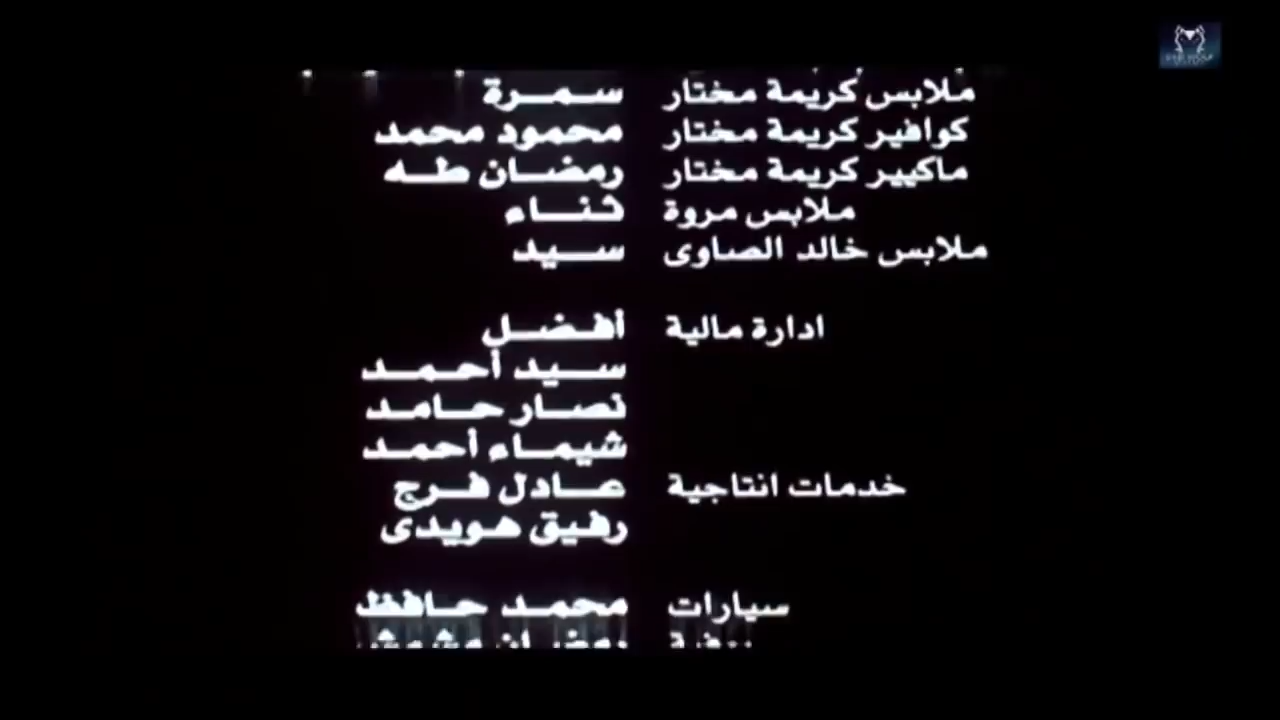 ملابس كريمة مختار سمرة
كوافير كريمة مختار محمود محمد
ماكيير كريمة مختار رمضان طه
ملابس مروة ثناء
ملابس خالد الصاوى سيد
ادارة مالية أفضل
سيد أحمد
نصار حامد
شيماء أحمد
خدمات انتاجية عادل فرج
رفيق هويدى
سيارات محمد حافظ